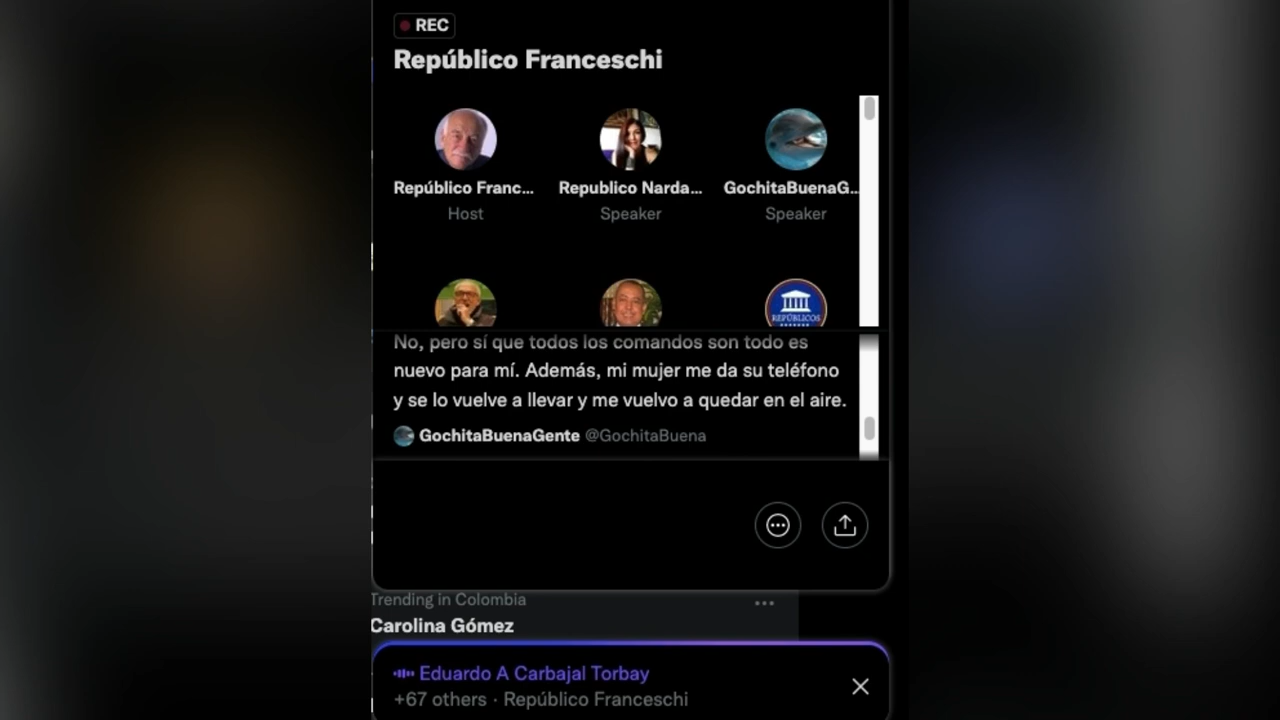 REC
Repúblico Franceschi
Repúblico Franc...
Republico Narda...
GochitaBuenaG...
Host
Speaker
Speaker
REPÚBLICOS
No, pero sí que todos los comandos son todo es
nuevo para mí. Además, mi mujer me da su teléfono
y se lo vuelve a llevar y me vuelvo a quedar en el aire.
GochitaBuenaGente @GochitaBuena
Trending in Colombia
Carolina Gómez
Eduardo A Carbajal Torbay
+67 others · Repúblico Franceschi